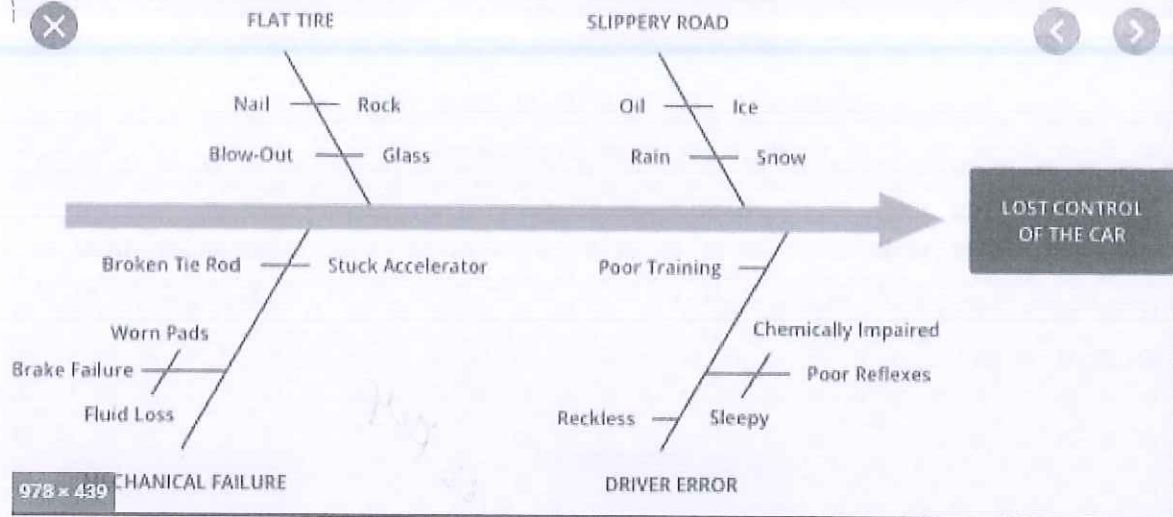 FLAT TIRE
SLIPPERY ROAD
Nail
Rock
Oil
Ice
Blow-Out
Glass
Rain
Snow
LOST CONTROL
OF THE CAR
Broken Tie Rod
Stuck Accelerator
Poor Training
Worn Pads
Chemically Impaired
Brake Failure
Poor Reflexes
Fluid Loss
Reckless
Sleepy
CHANICAL FAILURE
DRIVER ERROR
978 × 439